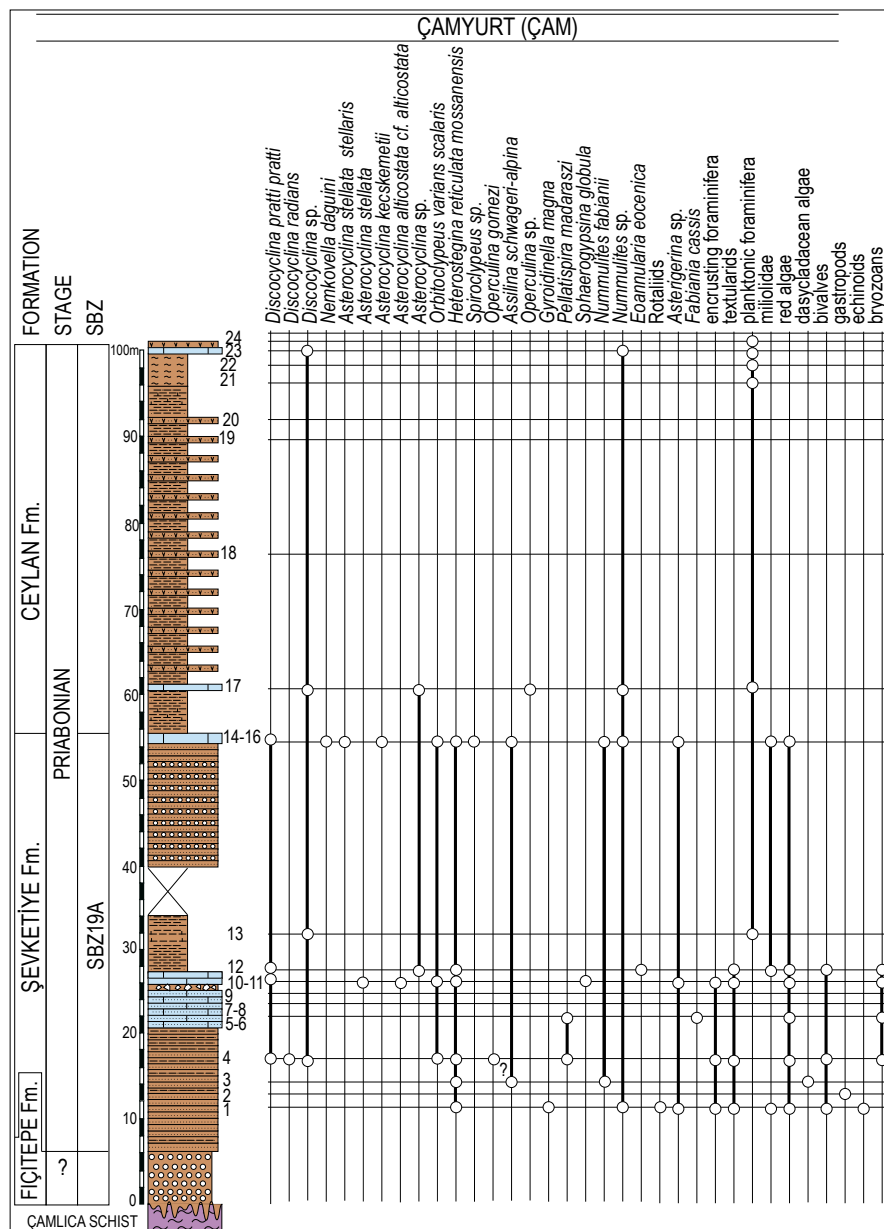 ÇAMYURT (ÇAM)
FORMATION
STAGE
SBZ
Discocyclina pratti pratti
Discocyclina radians
Discocyclina sp.
Nemkovella daguini
Asterocyclina stellata stellaris
Asterocyclina stellata
Asterocyclina kecskemetii
Asterocyclina alticostata cf. alticostata
Asterocyclina sp.
Orbitoclypeus varians scalaris
Heterostegina reticulata mossanensis
Spiroclypeus sp.
Operculina gomezi
Assilina schwageri-alpina
Operculina sp.
Gyroidinella magna
Pellatispira madaraszi
Sphaerogypsina globula
Nummulites fabianii
Nummulites sp.
Eoannularia eocenica
Rotaliids
Asterigerina sp.
Fabiania cassis
encrusting foraminifera
textularids
planktonic foraminifera
miliolidae
red algae
dasycladacean algae
bivalves
gastropods
echinoids
bryozoans
CEYLAN Fm.
ŞEVKETİYE Fm.
FIÇITEPE Fm.
PRIABONIAN
?
SBZ19A
100m
90
80
70
60
50
40
30
20
10
0
24
23
22
21
20
19
18
17
14-16
13
12
10-11
9
7-8
5-6
4
3
2
1
?
ÇAMLICA SCHIST